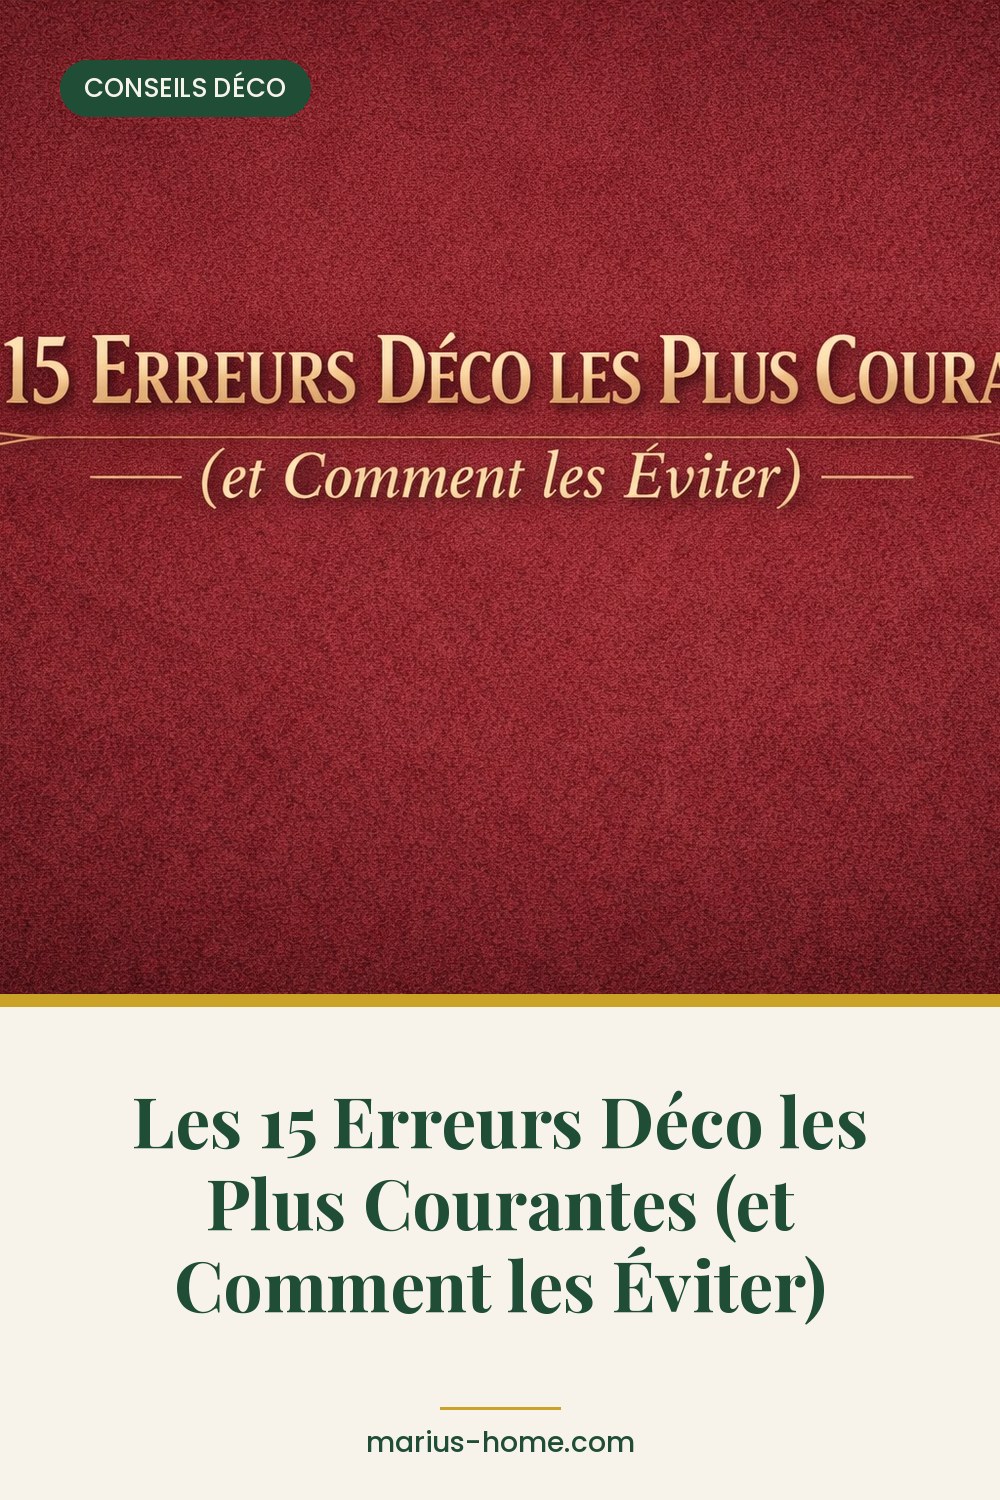 CONSEILS DÉCO
15 ERREURS DÉCO LES PLUS COURA
(et Comment les Éviter)
Les 15 Erreurs Déco les
Plus Courantes (et
Comment les Éviter)
marius-home.com